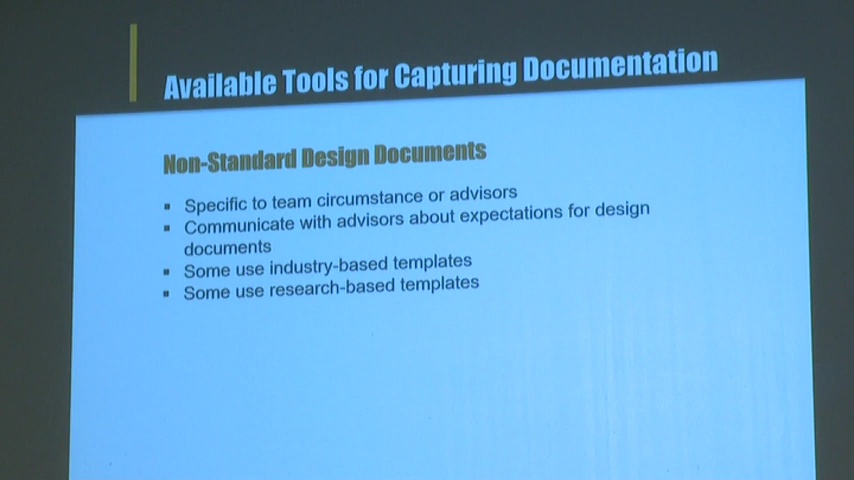 Available Tools for Capturing Documentation
Non-Standard Design Documents
▪ Specific to team circumstance or advisors
▪ Communicate with advisors about expectations for design
documents
▪ Some use industry-based templates
▪ Some use research-based templates